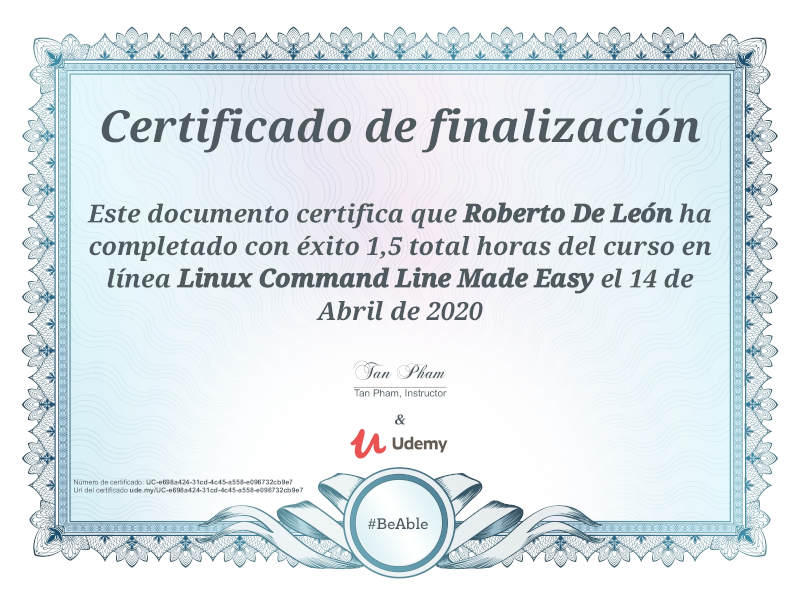 Certificado de finalización
Este documento certifica que Roberto De León ha
completado con éxito 1,5 total horas del curso en
línea Linux Command Line Made Easy el 14 de
Abril de 2020
Tan Pham
Tan Pham, Instructor
&
Udemy
Número de certificado: UC-e698a424-31cd-4c45-a558-e096732cb9e7
Url del certificado ude.my/UC-e698a424-31cd-4c45-a558-e096732cb9e7
#BeAble